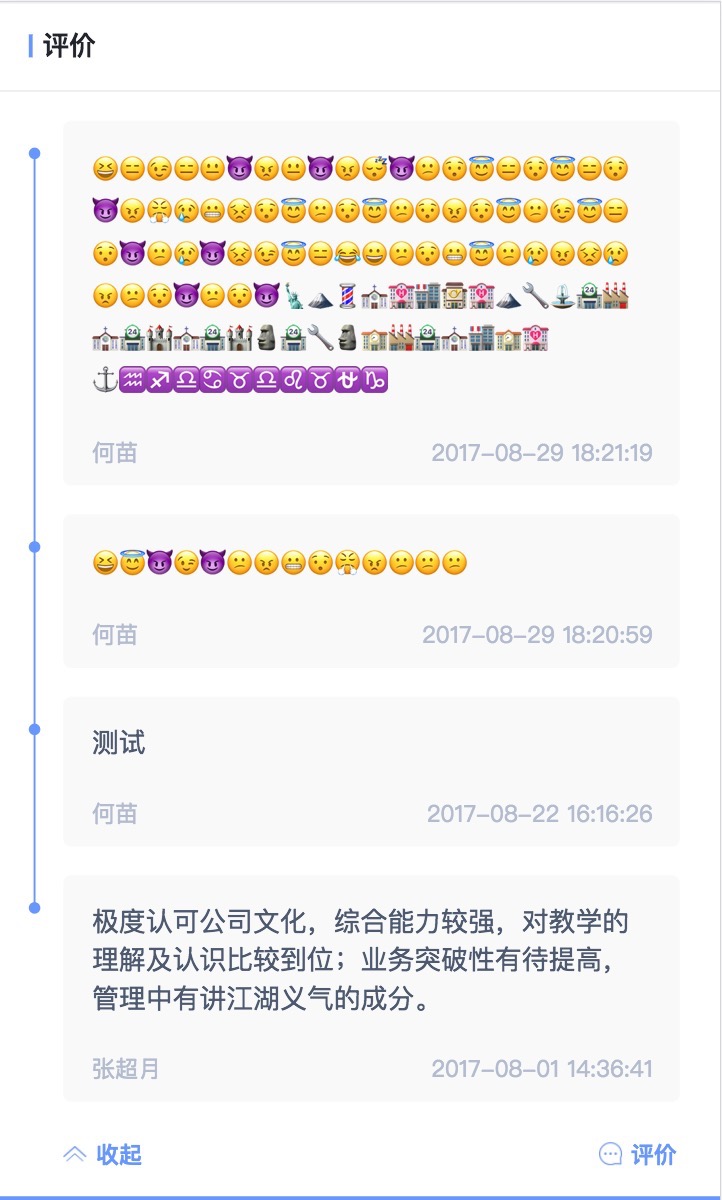 评价
😆😑😉😑😐😈😠😐😈😠😴😈😕😯😇😑😯😇😑😯
😈😠😤😢😬😣😯😇😕😯😇😕😯😠😯😇😕😉😇😑
😯😈😕😢😈😣😉😇😑😂😀😕😯😬😇😕😢😠😣😢
😠😕😯😈😕😯😈🗽🗻💈⛪🏩🏬🏤🏩🗻🔧⛲🏪🏭
⛪🏪🏰⛪🏪🏰🗿🏪🔧🗿🏫🏭🏪⛪🏬🏫🏩
⚓♒♐♎♋♉♎♌♉⛎♑
何苗 2017-08-29 18:21:19
😆😇😈😉😈😕😠😬😯😤😠😕😕😕
何苗 2017-08-29 18:20:59
测试
何苗 2017-08-22 16:16:26
极度认可公司文化，综合能力较强，对教学的
理解及认识比较到位；业务突破性有待提高，
管理中有讲江湖义气的成分。
张超月 2017-08-01 14:36:41
收起 评价